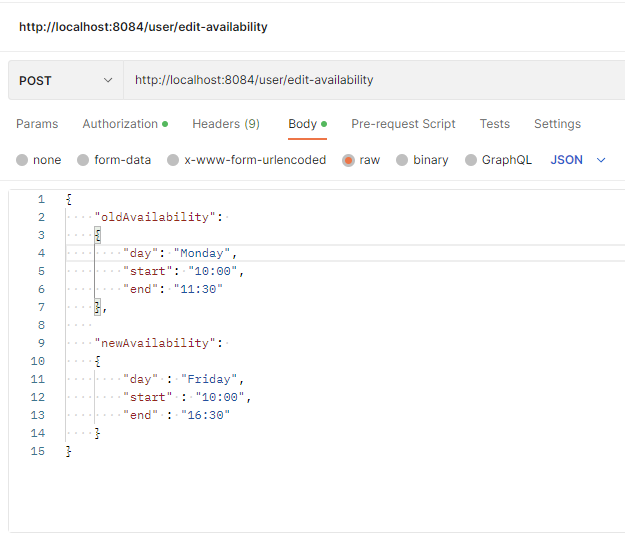 http://localhost:8084/user/edit-availability
POST http://localhost:8084/user/edit-availability
Params Authorization Headers (9) Body Pre-request Script Tests Settings
none form-data x-www-form-urlencoded raw binary GraphQL JSON
1 {
2 "oldAvailability":
3 {
4 "day": "Monday",
5 "start": "10:00",
6 "end": "11:30"
7 },
8
9 "newAvailability":
10 {
11 "day" : "Friday",
12 "start" : "10:00",
13 "end" : "16:30"
14 }
15 }